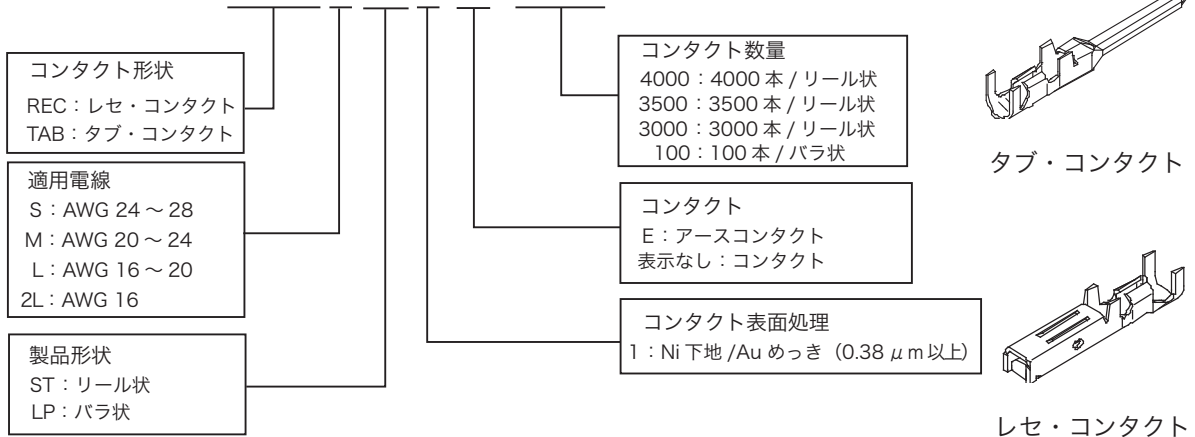 コンタクト形状
REC：レセ・コンタクト
TAB：タブ・コンタクト
適用電線
S：AWG 24 ～ 28
M：AWG 20 ～ 24
L：AWG 16 ～ 20
2L：AWG 16
製品形状
ST：リール状
LP：バラ状
コンタクト数量
4000：4000 本 / リール状
3500：3500 本 / リール状
3000：3000 本 / リール状
100：100 本 / バラ状
コンタクト
E：アースコンタクト
表示なし：コンタクト
コンタクト表面処理
1：Ni 下地 /Au めっき（0.38 μ m 以上）
タブ・コンタクト
レセ・コンタクト